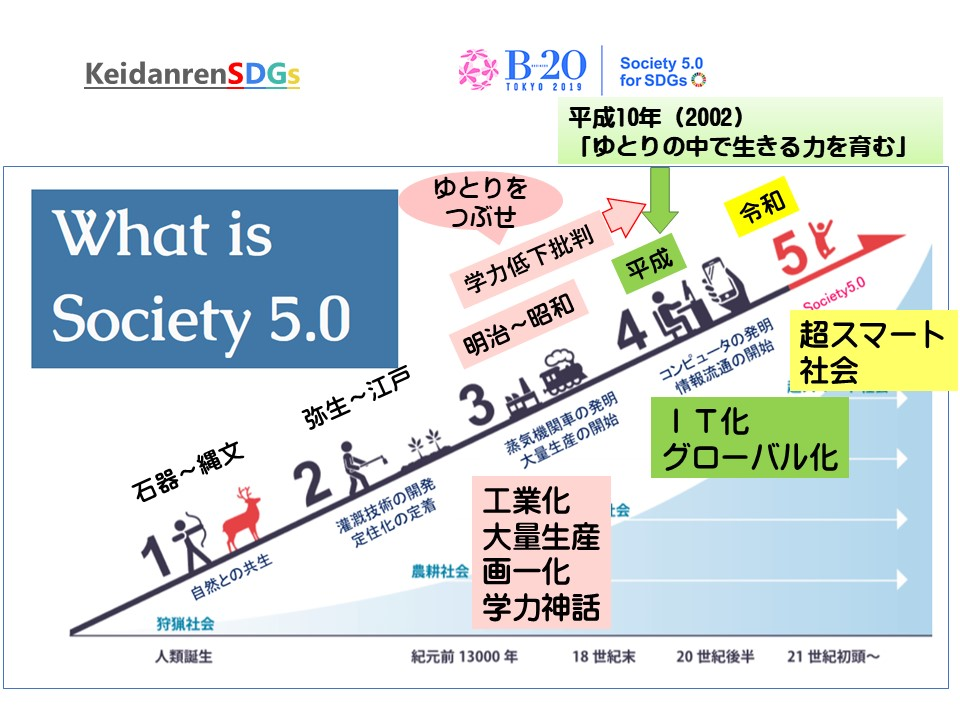 KeidanrenSDGs
B20
TOKYO 2019
Society 5.0
for SDGs
平成10年（2002）
「ゆとりの中で生きる力を育む」
What is
Society 5.0
ゆとりを
つぶせ
学力低下批判
平成
令和
明治～昭和
弥生～江戸
石器～縄文
1
2
3
4
5
Society5.0
自然との共生
灌漑技術の開発
定住化の定着
蒸気機関車の発明
大量生産の開始
コンピュータの発明
情報流通の開始
超スマート
社会
ＩＴ化
グローバル化
工業化
大量生産
画一化
学力神話
狩猟社会
農耕社会
社会
人類誕生
紀元前 13000 年
18 世紀末
20 世紀後半
21 世紀初頭～